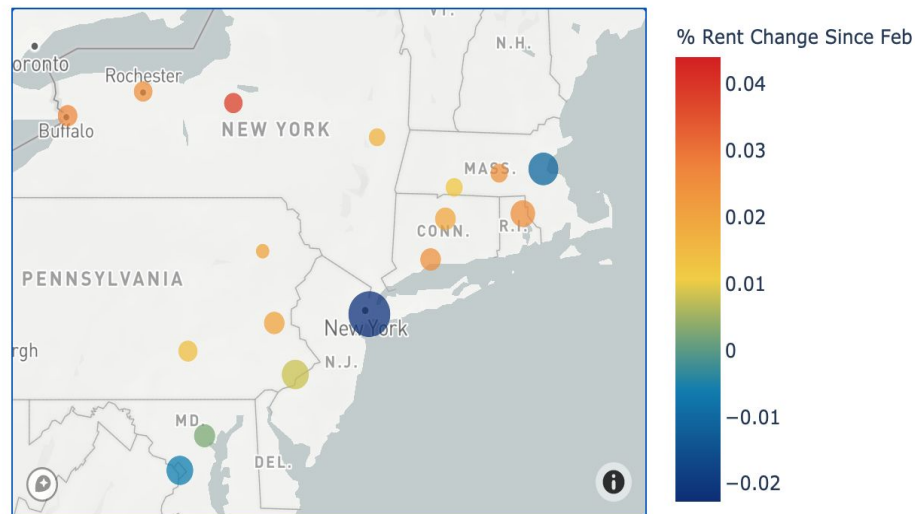 VT.
N.H.
% Rent Change Since Feb
oronto
Rochester
Buffalo
NEW YORK
MASS.
CONN.
R.I.
PENNSYLVANIA
New York
rgh
N.J.
MD.
DEL.
0.04
0.03
0.02
0.01
0
−0.01
−0.02